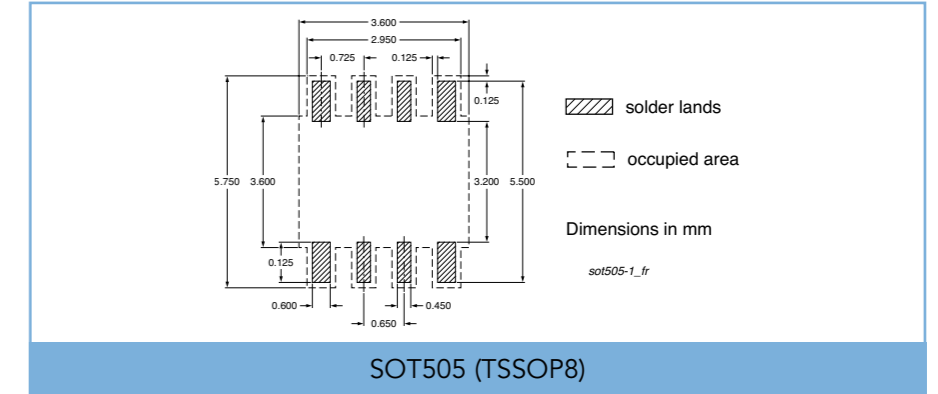 3.600
2.950
0.725 0.125
0.125
solder lands
occupied area
5.750 3.600 3.200 5.500
Dimensions in mm
0.125
sot505-1_fr
0.600 0.450
0.650
SOT505 (TSSOP8)